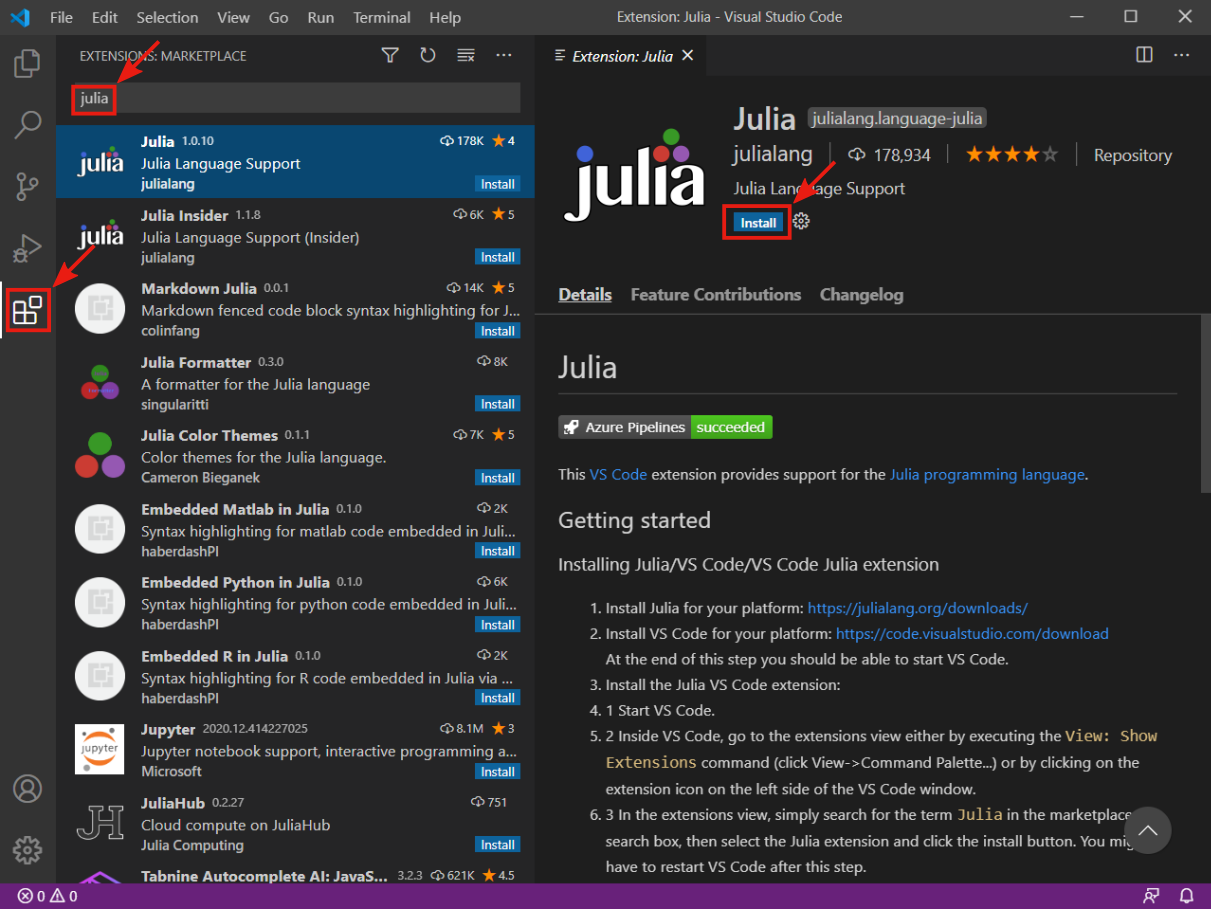 File Edit Selection View Go Run Terminal Help
Extension: Julia - Visual Studio Code
EXTENSIONS: MARKETPLACE
julia
julia
Julia 1.0.10 178K 4
Julia Language Support
julialang Install
julia
Julia Insider 1.1.8 6K 5
Julia Language Support (Insider)
julialang Install
Markdown Julia 0.0.1 14K 5
Markdown fenced code block syntax highlighting for J...
colinfang Install
Julia Formatter 0.3.0 8K
A formatter for the Julia language
singularitti Install
Julia Color Themes 0.1.1 7K 5
Color themes for the Julia language.
Cameron Bieganek Install
Embedded Matlab in Julia 0.1.0 2K
Syntax highlighting for matlab code embedded in Juli...
haberdashPI Install
Embedded Python in Julia 0.1.0 6K
Syntax highlighting for python code embedded in Juli...
haberdashPI Install
Embedded R in Julia 0.1.0 2K
Syntax highlighting for R code embedded in Julia via ...
haberdashPI Install
jupyter
Jupyter 2020.12.414227025 8.1M 3
Jupyter notebook support, interactive programming a...
Microsoft Install
JH
JuliaHub 0.2.27 751
Cloud compute on JuliaHub
Julia Computing Install
Tabnine Autocomplete AI: JavaS... 3.2.3 621K 4.5
Extension: Julia
julia
Julia julialang.language-julia
julialang 178,934 Repository
Julia Language Support
Install
Details Feature Contributions Changelog
Julia
Azure Pipelines succeeded
This VS Code extension provides support for the Julia programming language.
Getting started
Installing Julia/VS Code/VS Code Julia extension
1. Install Julia for your platform: https://julialang.org/downloads/
2. Install VS Code for your platform: https://code.visualstudio.com/download
At the end of this step you should be able to start VS Code.
3. Install the Julia VS Code extension:
4. 1 Start VS Code.
5. 2 Inside VS Code, go to the extensions view either by executing the View: Show
Extensions command (click View->Command Palette...) or by clicking on the
extension icon on the left side of the VS Code window.
6. 3 In the extensions view, simply search for the term Julia in the marketplace
search box, then select the Julia extension and click the install button. You
have to restart VS Code after this step.
0 0